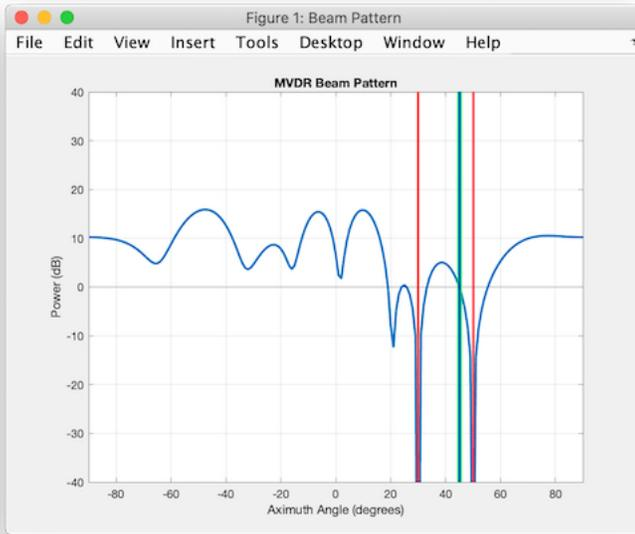 Figure 1: Beam Pattern
File Edit View Insert Tools Desktop Window Help
MVDR Beam Pattern
40
30
20
10
0
-10
-20
-30
-40
Power (dB)
-80 -60 -40 -20 0 20 40 60 80
Azimuth Angle (degrees)